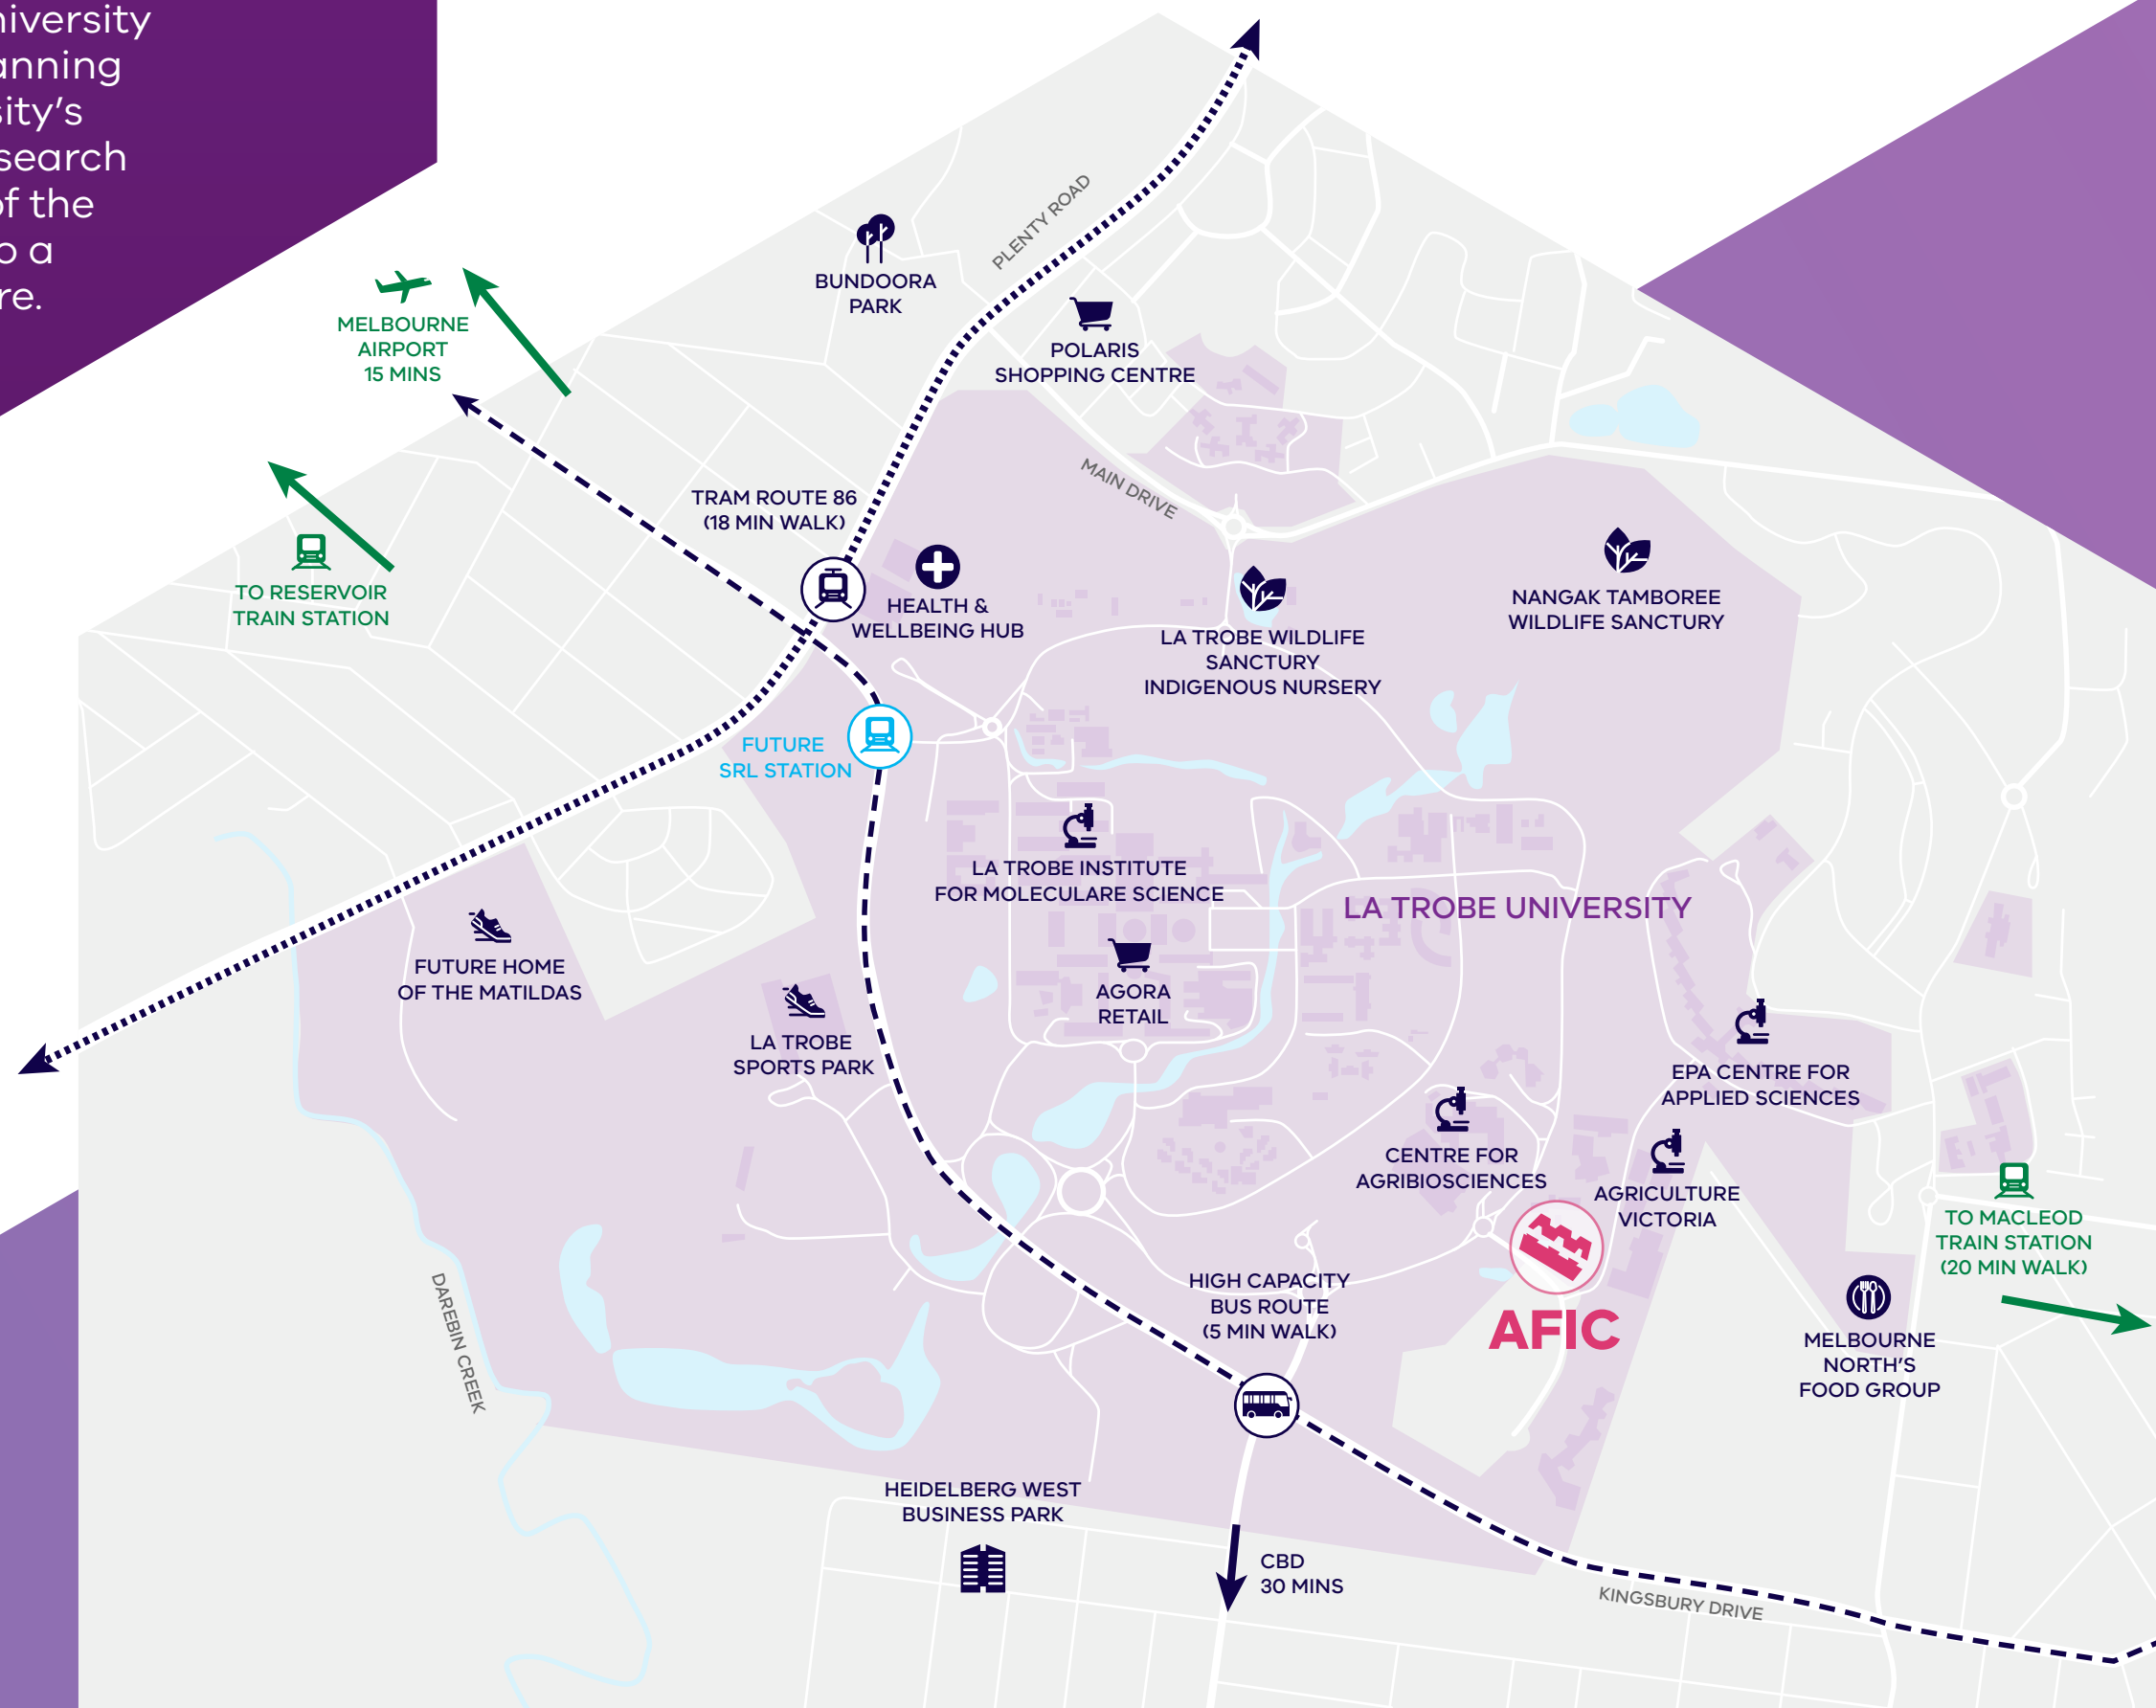 niversity
anning
sity's
search
of the
o a
re.
PLENTY ROAD
BUNDOORA
PARK
MELBOURNE
AIRPORT
15 MINS
POLARIS
SHOPPING CENTRE
MAIN DRIVE
TRAM ROUTE 86
(18 MIN WALK)
TO RESERVOIR
TRAIN STATION
HEALTH &
WELLBEING HUB
LA TROBE WILDLIFE
SANCTURY
INDIGENOUS NURSERY
NANGAK TAMBOREE
WILDLIFE SANCTURY
FUTURE
SRL STATION
LA TROBE INSTITUTE
FOR MOLECULARE SCIENCE
LA TROBE UNIVERSITY
FUTURE HOME
OF THE MATILDAS
AGORA
RETAIL
LA TROBE
SPORTS PARK
EPA CENTRE FOR
APPLIED SCIENCES
CENTRE FOR
AGRIBIOSCIENCES
AGRICULTURE
VICTORIA
TO MACLEOD
TRAIN STATION
(20 MIN WALK)
DAREBIN CREEK
HIGH CAPACITY
BUS ROUTE
(5 MIN WALK)
AFIC
MELBOURNE
NORTH'S
FOOD GROUP
HEIDELBERG WEST
BUSINESS PARK
CBD
30 MINS
KINGSBURY DRIVE